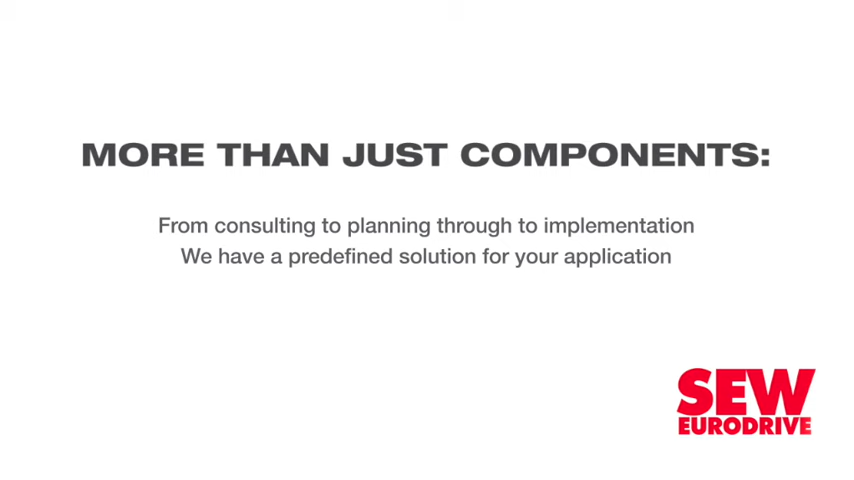 MORE THAN JUST COMPONENTS:
From consulting to planning through to implementation
We have a predefined solution for your application
SEW
EURODRIVE